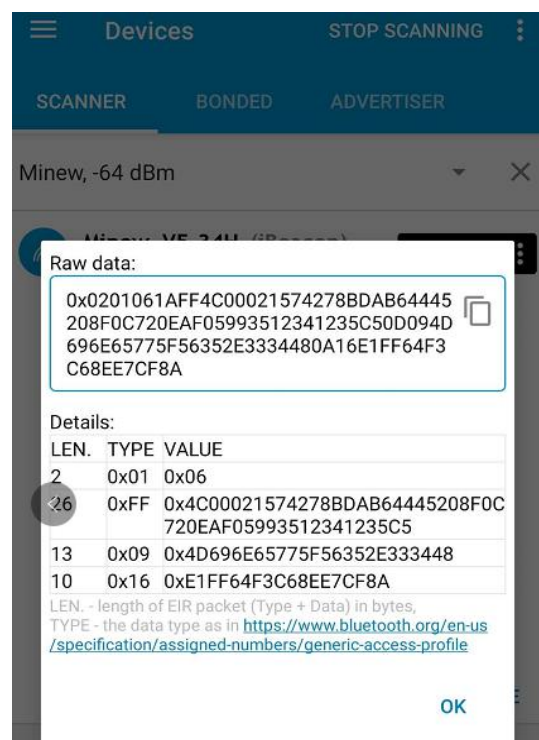 Devices STOP SCANNING
SCANNER BONDED ADVERTISER
Minew, -64 dBm
Raw data:
0x0201061AFF4C00021574278BDAB64445
208F0C720EAF05993512341235C50D094D
696E65775F56352E3334480A16E1FF64F3
C68EE7CF8A
Details:
LEN. TYPE VALUE
2 0x01 0x06
26 0xFF 0x4C00021574278BDAB64445208F0C
720EAF05993512341235C5
13 0x09 0x4D696E65775F56352E333448
10 0x16 0xE1FF64F3C68EE7CF8A
LEN. - length of EIR packet (Type + Data) in bytes,
TYPE - the data type as in https://www.bluetooth.org/en-us
/specification/assigned-numbers/generic-access-profile
OK